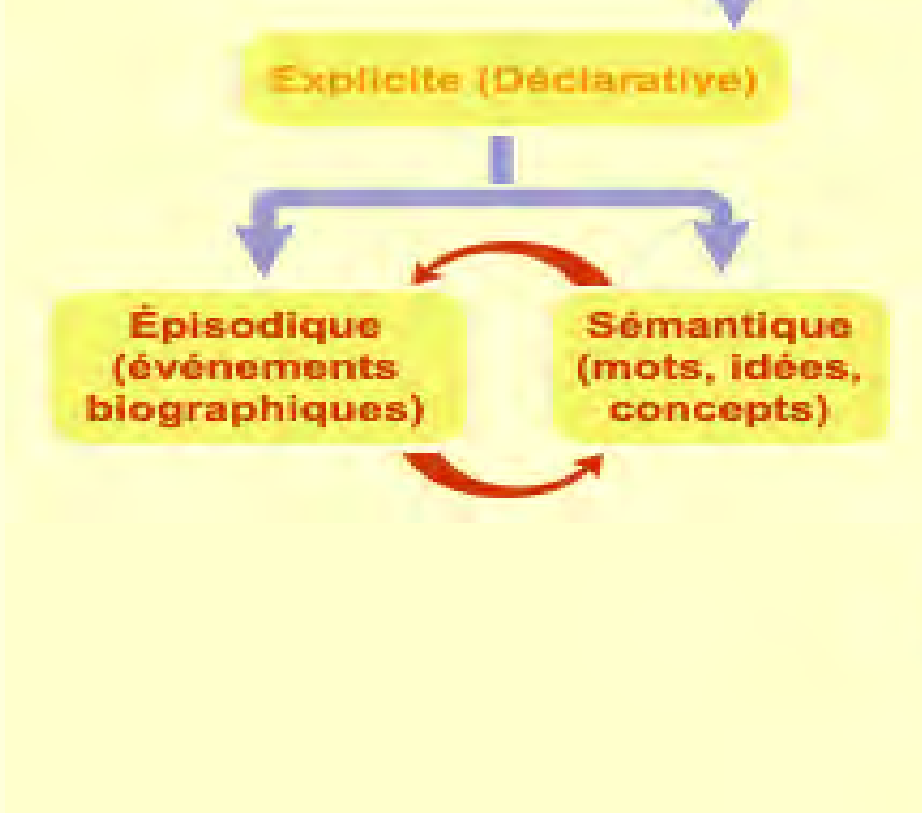 Explicite (Déclarative)
Épisodique
(événements
biographiques)
Sémantique
(mots, idées,
concepts)